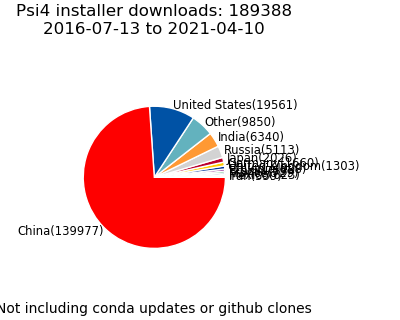 Psi4 installer downloads: 189388
2016-07-13 to 2021-04-10
United States(19561)
Other(9850)
India(6340)
Russia(5113)
Japan(2026)
Kingdom(1303)
China(139977)
Not including conda updates or github clones